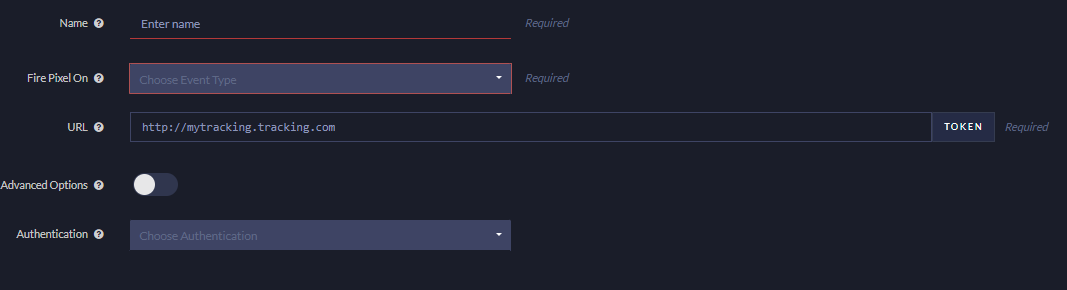 Name ? Enter name Required
Fire Pixel On ? Choose Event Type Required
URL ? http://mytracking.tracking.com TOKEN Required
Advanced Options ?
Authentication ? Choose Authentication